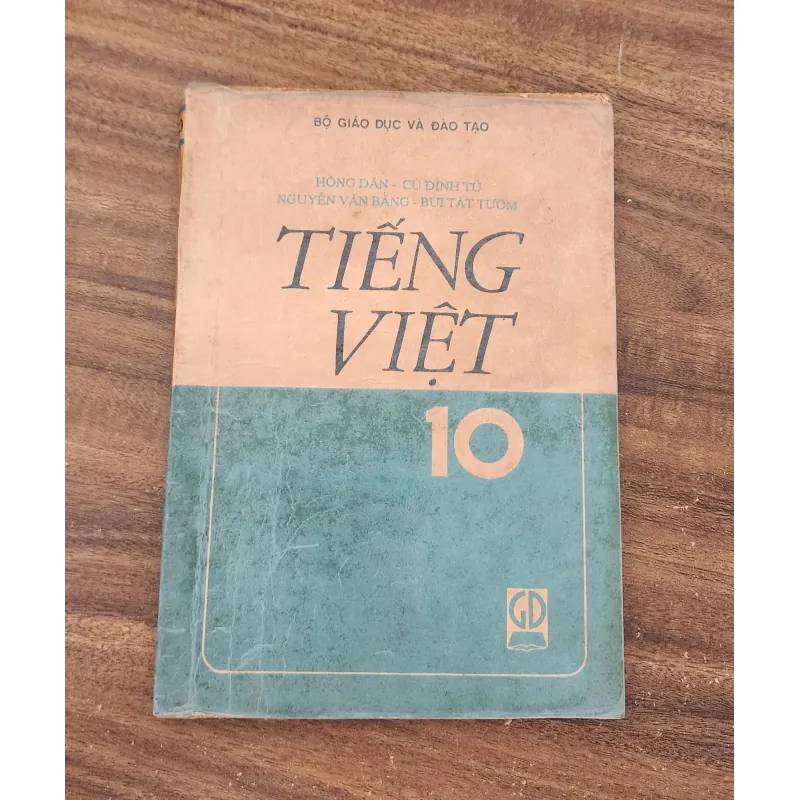 BỘ GIÁO DỤC VÀ ĐÀO TẠO
HỒNG DÂN - CÙ ĐÌNH TÚ
NGUYỄN VĂN BẰNG - BÙI TẤT TƯƠM
TIẾNG
VIỆT
10
GD